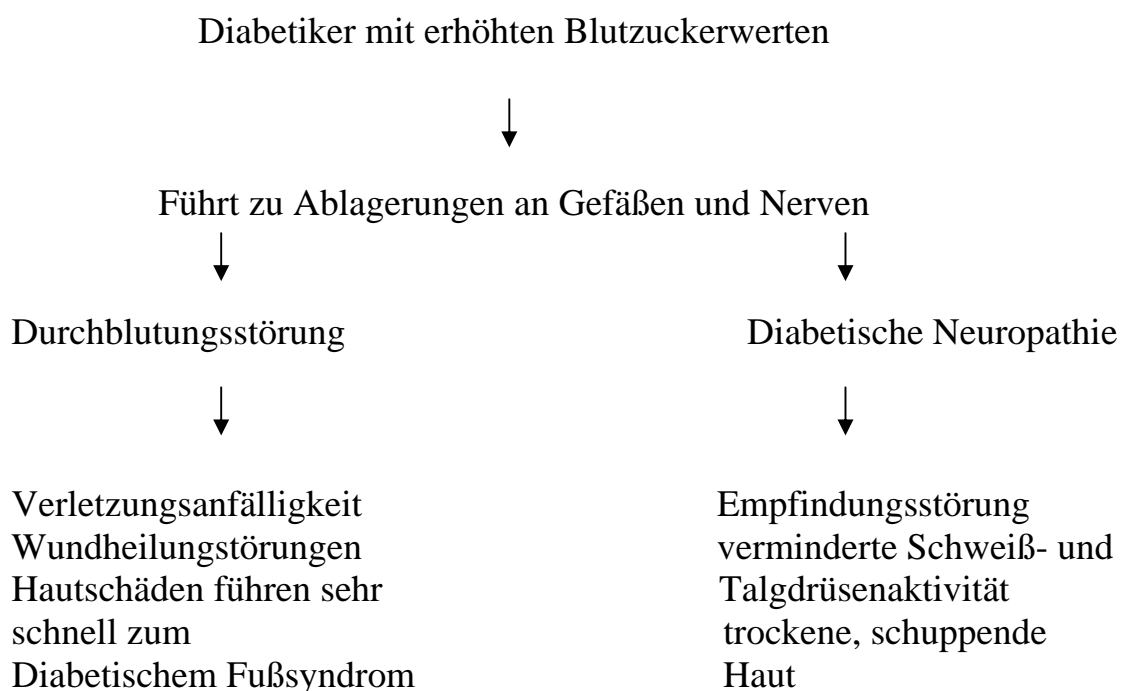 Diabetiker mit erhöhten Blutzuckerwerten
Führt zu Ablagerungen an Gefäßen und Nerven
Durchblutungsstörung
Diabetische Neuropathie
Verletzungsanfälligkeit
Wundheilungstörungen
Hautschäden führen sehr
schnell zum
Diabetischem Fußsyndrom
Empfindungsstörung
verminderte Schweiß- und
Talgdrüsenaktivität
trockene, schuppende
Haut